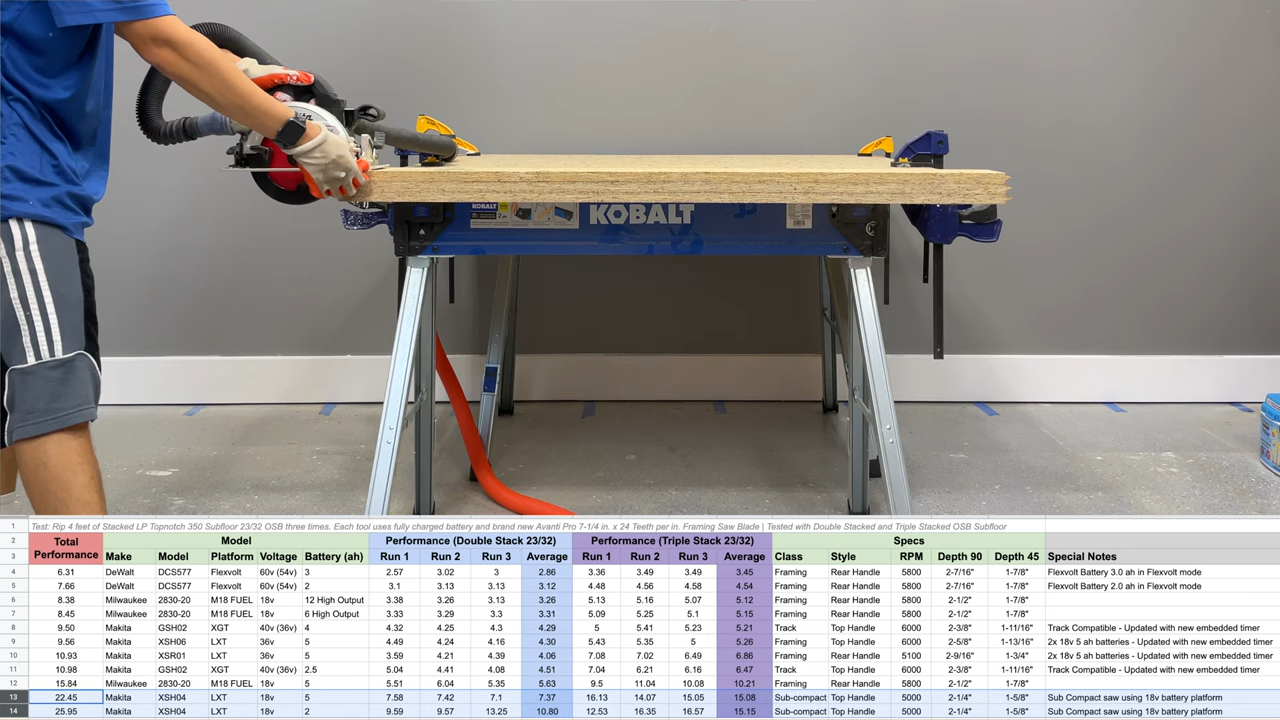 KOBALT
KOBALT
1 Test: Rip 4 feet of Stacked LP Topnotch 350 Subfloor 23/32 OSB three times. Each tool uses fully charged battery and brand new Avanti Pro 7-1/4 in. x 24 Teeth per in. Framing Saw Blade | Tested with Double Stacked and Triple Stacked OSB Subfloor
2 Total Performance Model Performance (Double Stack 23/32) Performance (Triple Stack 23/32) Specs
3 Make Model Platform Voltage Battery (ah) Run 1 Run 2 Run 3 Average Run 1 Run 2 Run 3 Average Class Style RPM Depth 90 Depth 45 Special Notes
4 6.31 DeWalt DCS577 Flexvolt 60v (54v) 3 2.57 3.02 3 2.86 3.36 3.49 3.49 3.45 Framing Rear Handle 5800 2-7/16" 1-7/8" Flexvolt Battery 3.0 ah in Flexvolt mode
5 7.66 DeWalt DCS577 Flexvolt 60v (54v) 2 3.1 3.13 3.13 3.12 4.48 4.56 4.58 4.54 Framing Rear Handle 5800 2-7/16" 1-7/8" Flexvolt Battery 2.0 ah in Flexvolt mode
6 8.38 Milwaukee 2830-20 M18 FUEL 18v 12 High Output 3.38 3.26 3.13 3.26 5.13 5.16 5.07 5.12 Framing Rear Handle 5800 2-1/2" 1-7/8"
7 8.45 Milwaukee 2830-20 M18 FUEL 18v 6 High Output 3.33 3.29 3.3 3.31 5.09 5.25 5.1 5.15 Framing Rear Handle 5800 2-1/2" 1-7/8"
8 9.50 Makita GSH02 XGT 40v (36v) 4 4.32 4.25 4.3 4.29 5 5.41 5.23 5.21 Track Top Handle 6000 2-3/8" 1-11/16" Track Compatible - Updated with new embedded timer
9 9.56 Makita XSH06 LXT 36v 5 4.49 4.24 4.16 4.30 5.43 5.35 5 5.26 Framing Top Handle 6000 2-5/8" 1-13/16" 2x 18v 5 ah batteries - Updated with new embedded timer
10 10.93 Makita XSR01 LXT 36v 5 3.59 4.21 4.39 4.06 7.08 7.02 6.49 6.86 Framing Rear Handle 5100 2-9/16" 1-3/4" 2x 18v 5 ah batteries - Updated with new embedded timer
11 10.98 Makita GSH02 XGT 40v (36v) 2.5 5.04 4.41 4.08 4.51 7.04 6.21 6.16 6.47 Track Top Handle 6000 2-3/8" 1-11/16" Track Compatible - Updated with new embedded timer
12 15.84 Milwaukee 2830-20 M18 FUEL 18v 5 5.51 6.04 5.35 5.63 9.5 11.04 10.08 10.21 Framing Rear Handle 5800 2-1/2" 1-7/8"
13 22.45 Makita XSH04 LXT 18v 5 7.58 7.42 7.1 7.37 16.13 14.07 15.05 15.08 Sub-compact Top Handle 5000 2-1/4" 1-5/8" Sub Compact saw using 18v battery platform
14 25.95 Makita XSH04 LXT 18v 2 9.59 9.57 13.25 10.80 12.53 16.35 16.57 15.15 Sub-compact Top Handle 5000 2-1/4" 1-5/8" Sub Compact saw using 18v battery platform